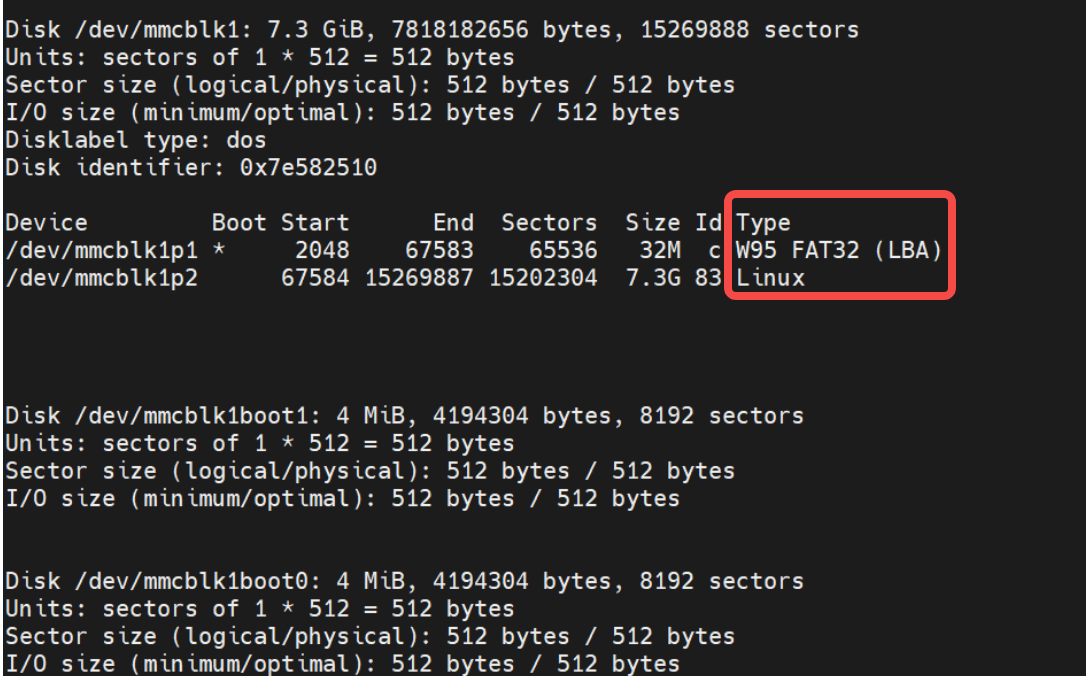 Disk /dev/mmcblk1: 7.3 GiB, 7818182656 bytes, 15269888 sectors
Units: sectors of 1 * 512 = 512 bytes
Sector size (logical/physical): 512 bytes / 512 bytes
I/O size (minimum/optimal): 512 bytes / 512 bytes
Disklabel type: dos
Disk identifier: 0x7e582510
Device         Boot Start      End  Sectors  Size Id Type
/dev/mmcblk1p1 *     2048    67583    65536   32M  c W95 FAT32 (LBA)
/dev/mmcblk1p2      67584 15269887 15202304  7.3G 83 Linux
Disk /dev/mmcblk1boot1: 4 MiB, 4194304 bytes, 8192 sectors
Units: sectors of 1 * 512 = 512 bytes
Sector size (logical/physical): 512 bytes / 512 bytes
I/O size (minimum/optimal): 512 bytes / 512 bytes
Disk /dev/mmcblk1boot0: 4 MiB, 4194304 bytes, 8192 sectors
Units: sectors of 1 * 512 = 512 bytes
Sector size (logical/physical): 512 bytes / 512 bytes
I/O size (minimum/optimal): 512 bytes / 512 bytes